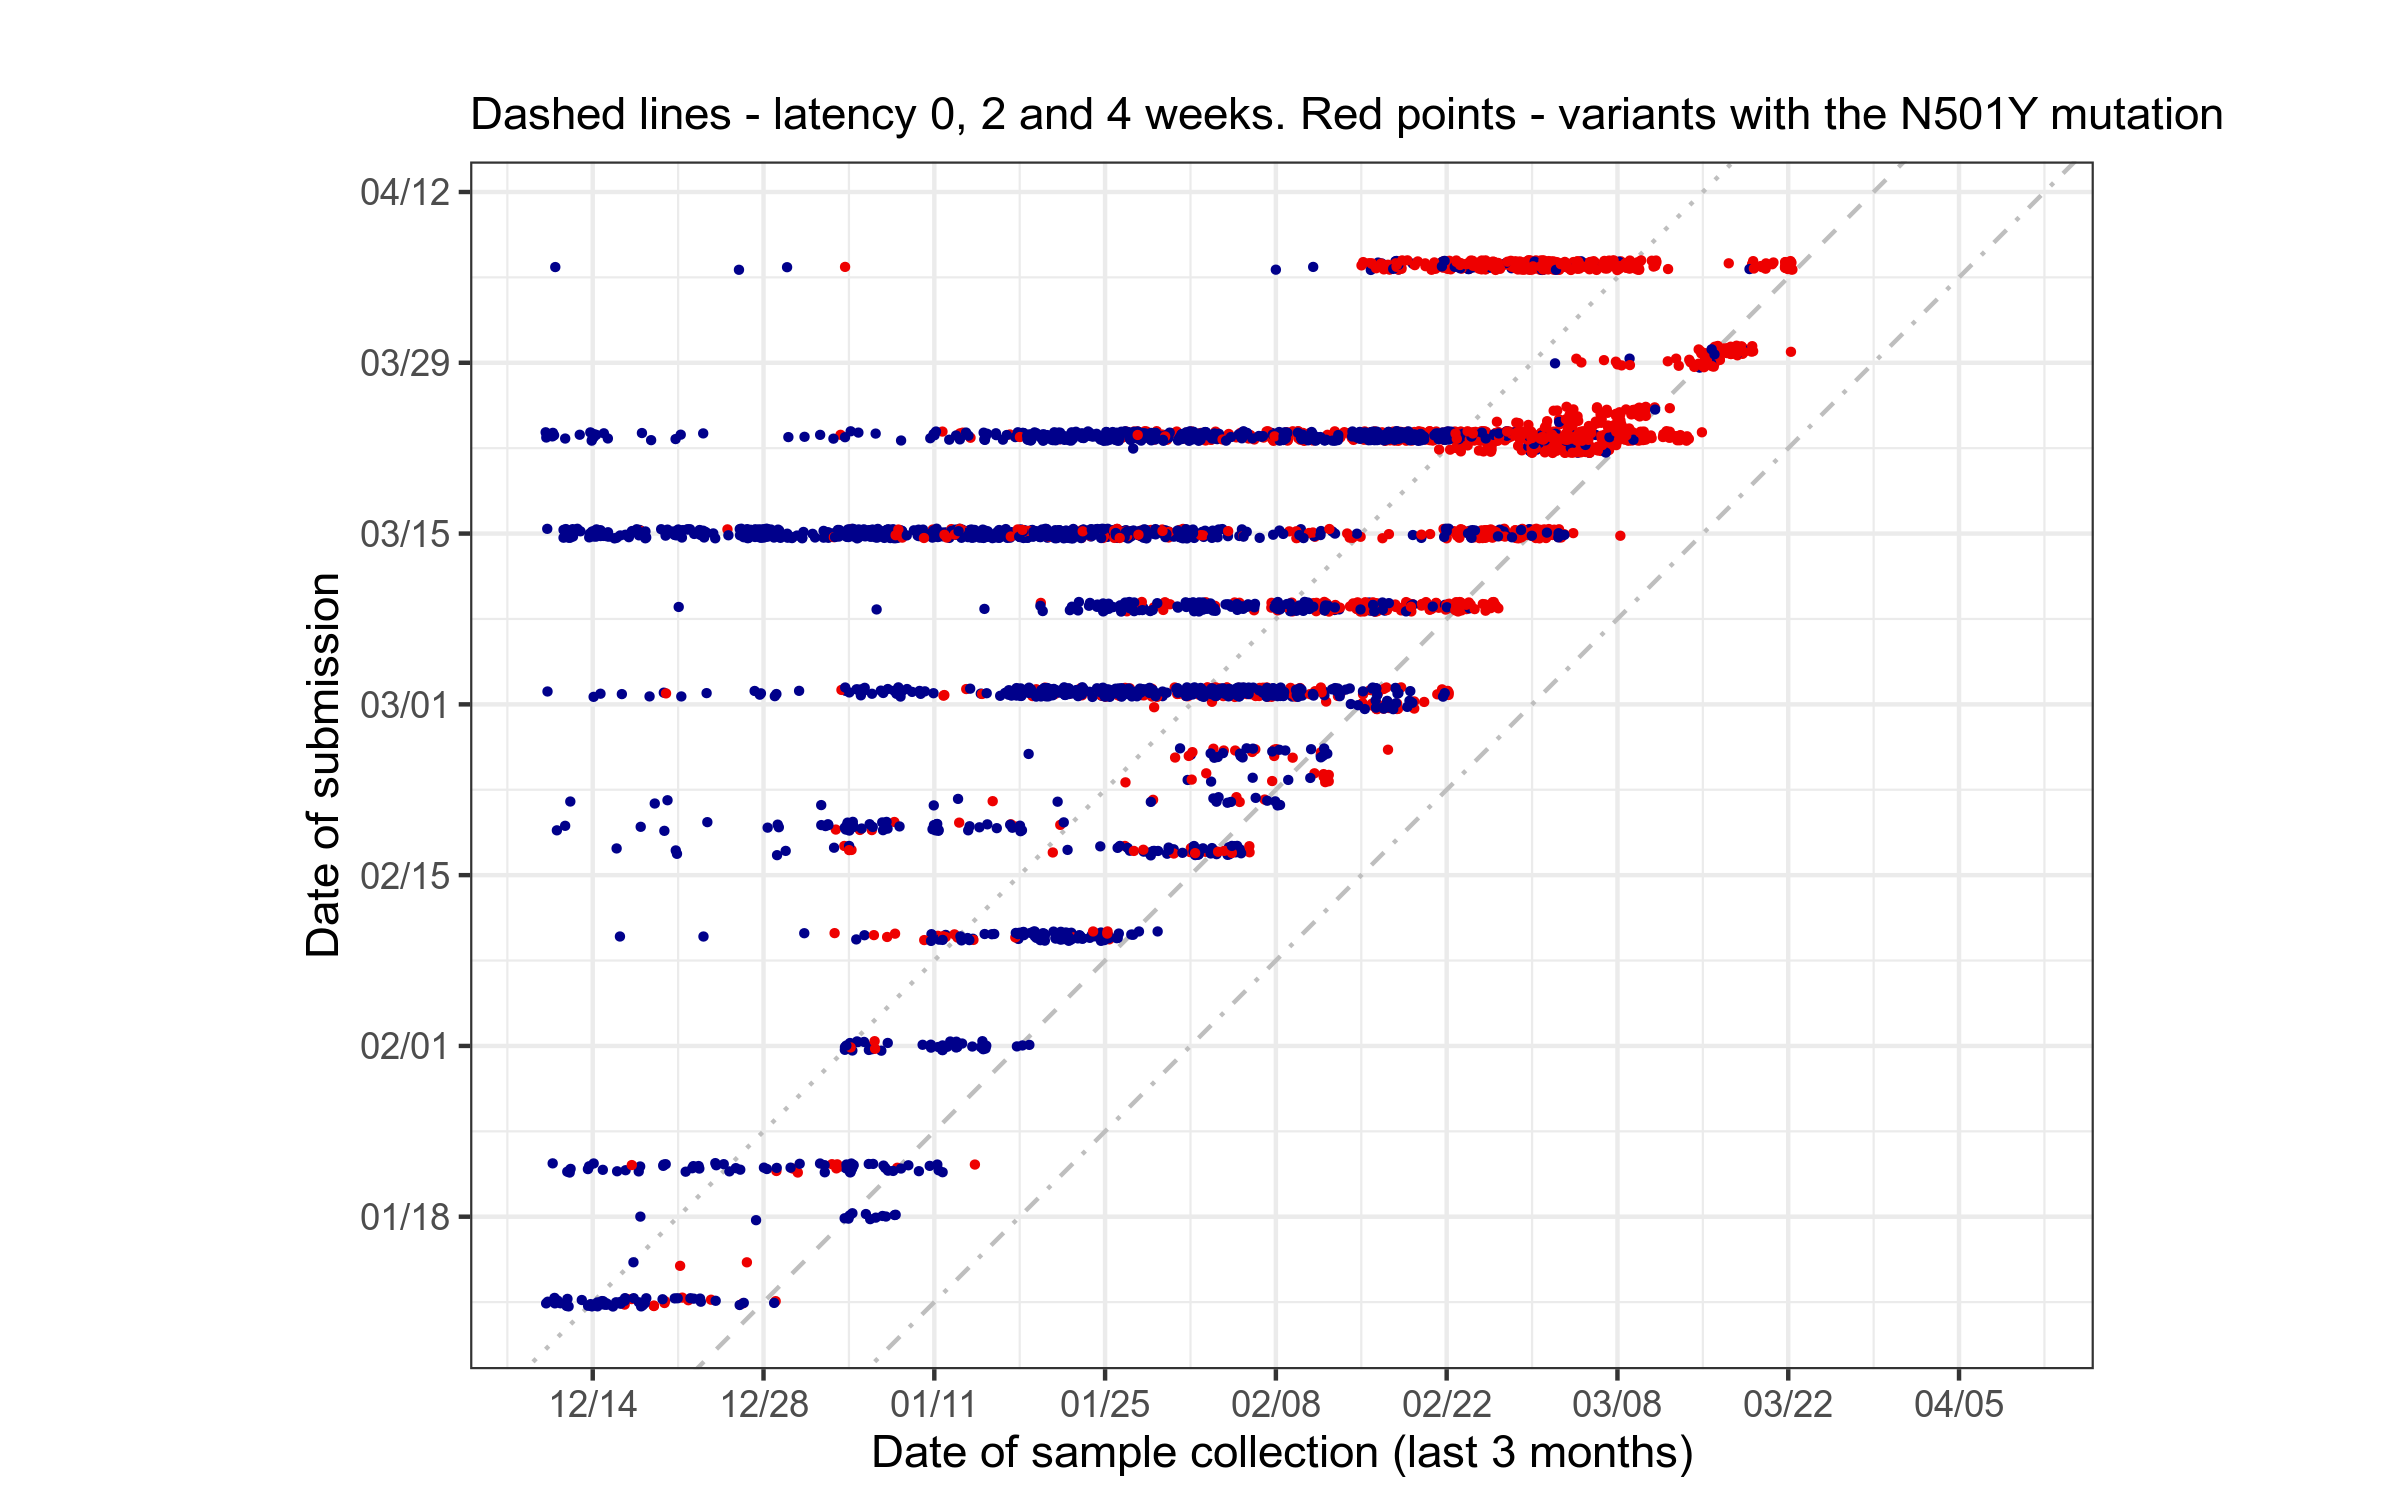 Dashed lines - latency 0, 2 and 4 weeks. Red points - variants with the N501Y mutation
04/12
03/29
03/15
03/01
02/15
02/01
01/18
Date of submission
12/14 12/28 01/11 01/25 02/08 02/22 03/08 03/22 04/05
Date of sample collection (last 3 months)